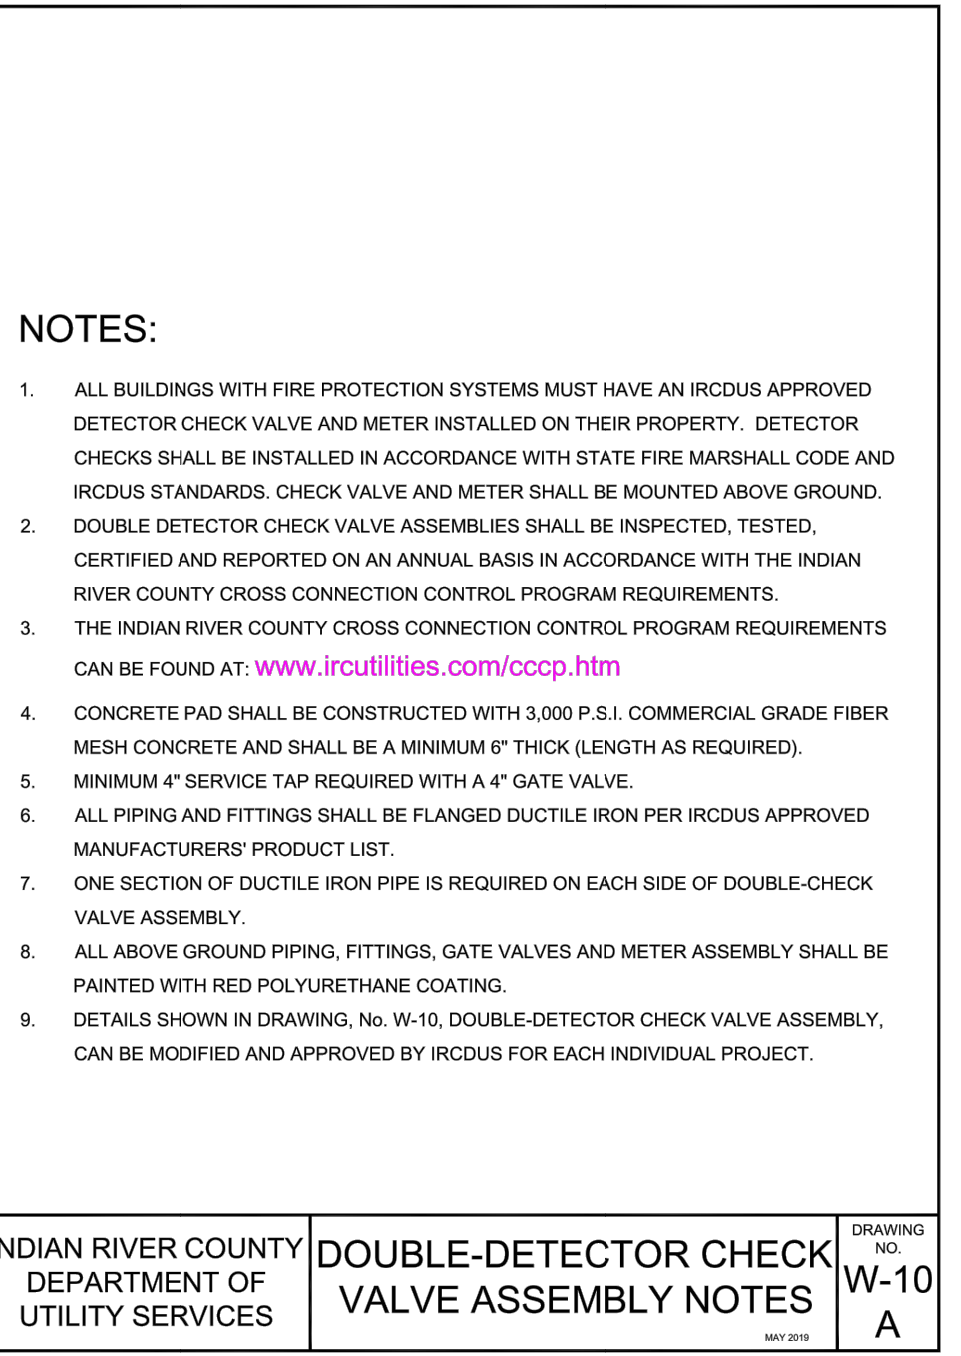 NOTES:
1. ALL BUILDINGS WITH FIRE PROTECTION SYSTEMS MUST HAVE AN IRCDUS APPROVED
DETECTOR CHECK VALVE AND METER INSTALLED ON THEIR PROPERTY. DETECTOR
CHECKS SHALL BE INSTALLED IN ACCORDANCE WITH STATE FIRE MARSHALL CODE AND
IRCDUS STANDARDS. CHECK VALVE AND METER SHALL BE MOUNTED ABOVE GROUND.
2. DOUBLE DETECTOR CHECK VALVE ASSEMBLIES SHALL BE INSPECTED, TESTED,
CERTIFIED AND REPORTED ON AN ANNUAL BASIS IN ACCORDANCE WITH THE INDIAN
RIVER COUNTY CROSS CONNECTION CONTROL PROGRAM REQUIREMENTS.
3. THE INDIAN RIVER COUNTY CROSS CONNECTION CONTROL PROGRAM REQUIREMENTS
CAN BE FOUND AT: www.ircutilities.com/cccp.htm
4. CONCRETE PAD SHALL BE CONSTRUCTED WITH 3,000 P.S.I. COMMERCIAL GRADE FIBER
MESH CONCRETE AND SHALL BE A MINIMUM 6" THICK (LENGTH AS REQUIRED).
5. MINIMUM 4" SERVICE TAP REQUIRED WITH A 4" GATE VALVE.
6. ALL PIPING AND FITTINGS SHALL BE FLANGED DUCTILE IRON PER IRCDUS APPROVED
MANUFACTURERS' PRODUCT LIST.
7. ONE SECTION OF DUCTILE IRON PIPE IS REQUIRED ON EACH SIDE OF DOUBLE-CHECK
VALVE ASSEMBLY.
8. ALL ABOVE GROUND PIPING, FITTINGS, GATE VALVES AND METER ASSEMBLY SHALL BE
PAINTED WITH RED POLYURETHANE COATING.
9. DETAILS SHOWN IN DRAWING, No. W-10, DOUBLE-DETECTOR CHECK VALVE ASSEMBLY,
CAN BE MODIFIED AND APPROVED BY IRCDUS FOR EACH INDIVIDUAL PROJECT.
NDIAN RIVER COUNTY
DEPARTMENT OF
UTILITY SERVICES
DOUBLE-DETECTOR CHECK
VALVE ASSEMBLY NOTES
MAY 2019
DRAWING
NO.
W-10
A